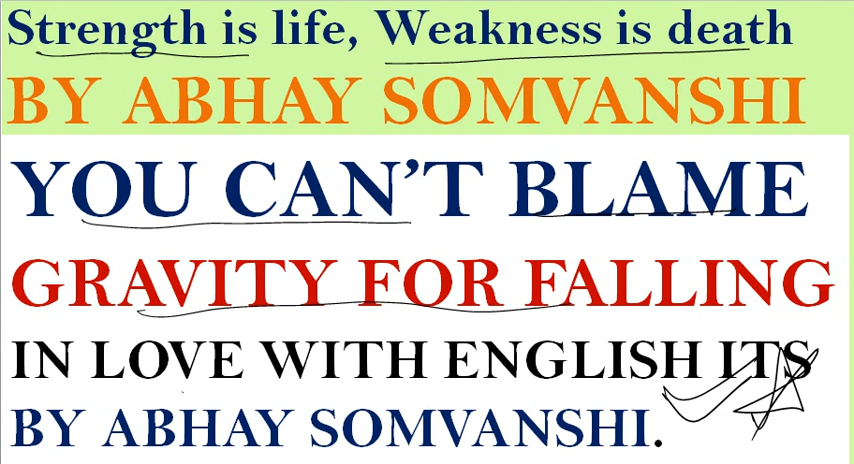 Strength is life, Weakness is death
BY ABHAY SOMVANSHI
YOU CAN’T BLAME
GRAVITY FOR FALLING
IN LOVE WITH ENGLISH ITS
BY ABHAY SOMVANSHI.